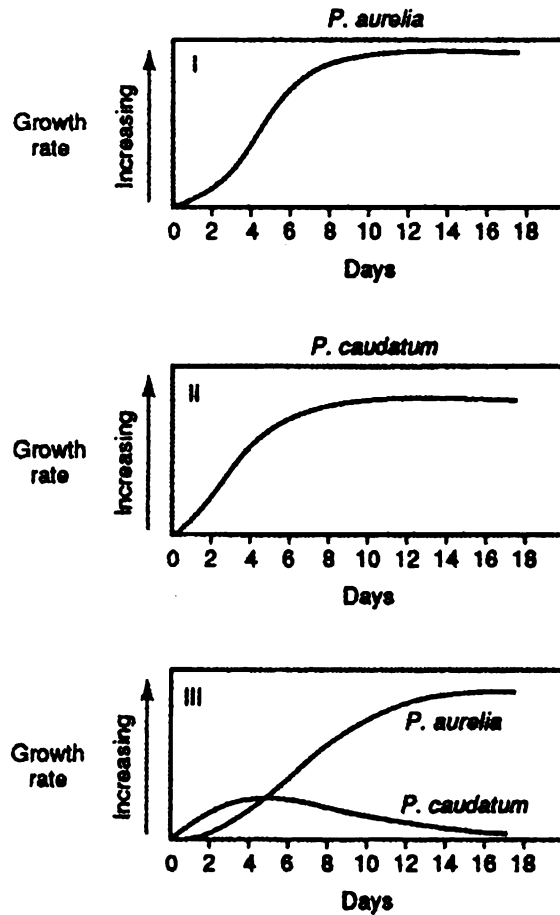 P. aurelia
I
Growth
rate
Increasing
0 2 4 6 8 10 12 14 16 18
Days
P. caudatum
II
Growth
rate
Increasing
0 2 4 6 8 10 12 14 16 18
Days
III
Growth
rate
Increasing
P. aurelia
P. caudatum
0 2 4 6 8 10 12 14 16 18
Days